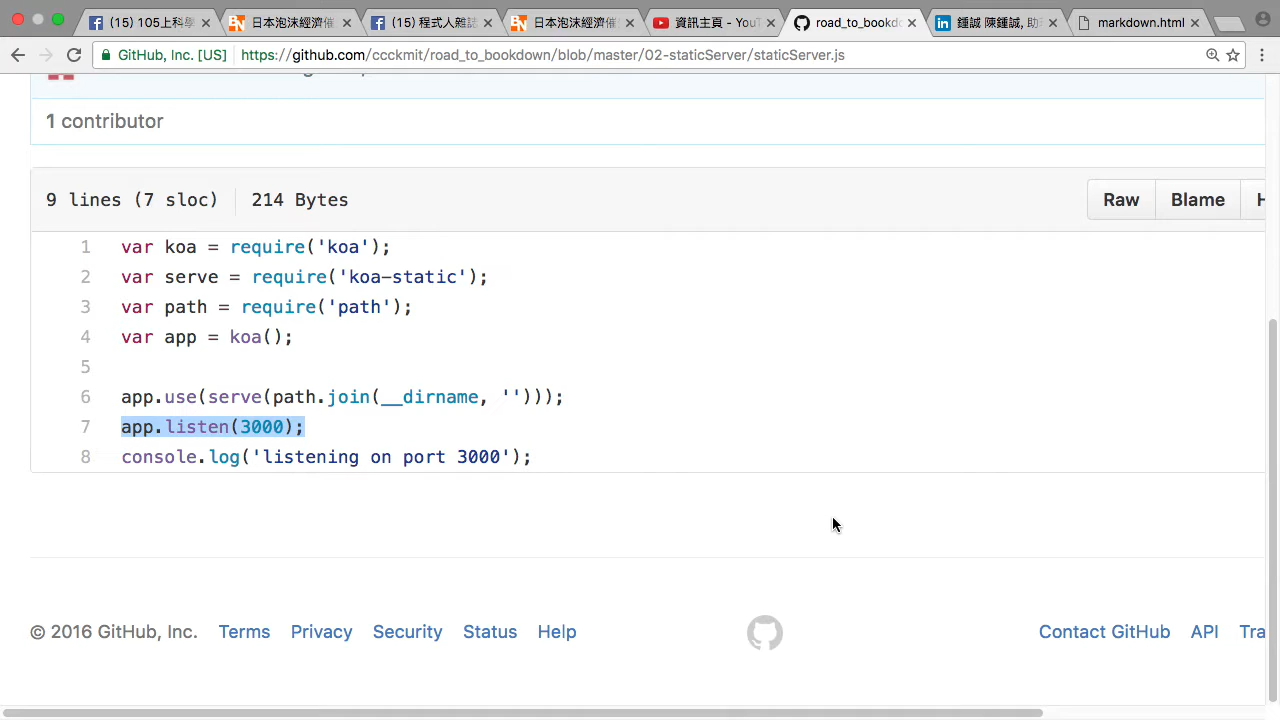 (15) 105上科學
日本泡沫經濟催
(15) 程式人雜誌
日本泡沫經濟催
資訊主頁 - YouT
road_to_bookdo
鍾誠 陳鍾誠, 助
markdown.html
GitHub, Inc. [US] https://github.com/ccckmit/road_to_bookdown/blob/master/02-staticServer/staticServer.js
1 contributor
9 lines (7 sloc) 214 Bytes
Raw Blame H
1 var koa = require('koa');
2 var serve = require('koa-static');
3 var path = require('path');
4 var app = koa();
5
6 app.use(serve(path.join(__dirname, '')));
7 app.listen(3000);
8 console.log('listening on port 3000');
© 2016 GitHub, Inc. Terms Privacy Security Status Help
Contact GitHub API Tra